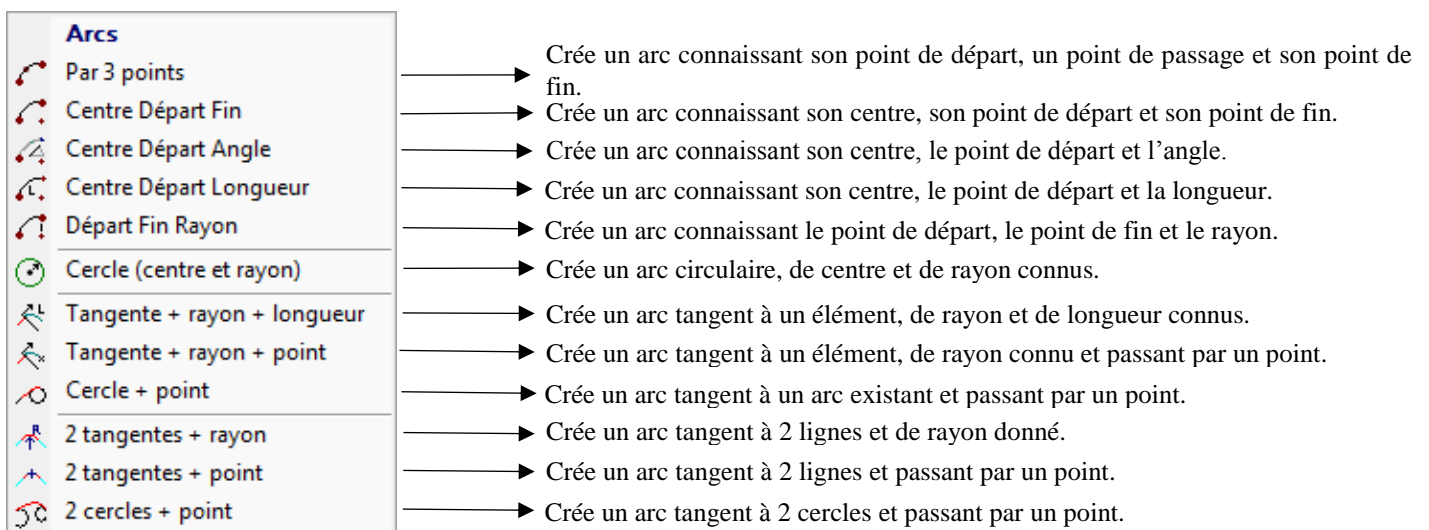 Arcs
Par 3 points
Crée un arc connaissant son point de départ, un point de passage et son point de
fin.
Centre Départ Fin
Crée un arc connaissant son centre, son point de départ et son point de fin.
Centre Départ Angle
Crée un arc connaissant son centre, le point de départ et l’angle.
Centre Départ Longueur
Crée un arc connaissant son centre, le point de départ et la longueur.
Départ Fin Rayon
Crée un arc connaissant le point de départ, le point de fin et le rayon.
Cercle (centre et rayon)
Crée un arc circulaire, de centre et de rayon connus.
Tangente + rayon + longueur
Crée un arc tangent à un élément, de rayon et de longueur connus.
Tangente + rayon + point
Crée un arc tangent à un élément, de rayon connu et passant par un point.
Cercle + point
Crée un arc tangent à un arc existant et passant par un point.
2 tangentes + rayon
Crée un arc tangent à 2 lignes et de rayon donné.
2 tangentes + point
Crée un arc tangent à 2 lignes et passant par un point.
2 cercles + point
Crée un arc tangent à 2 cercles et passant par un point.